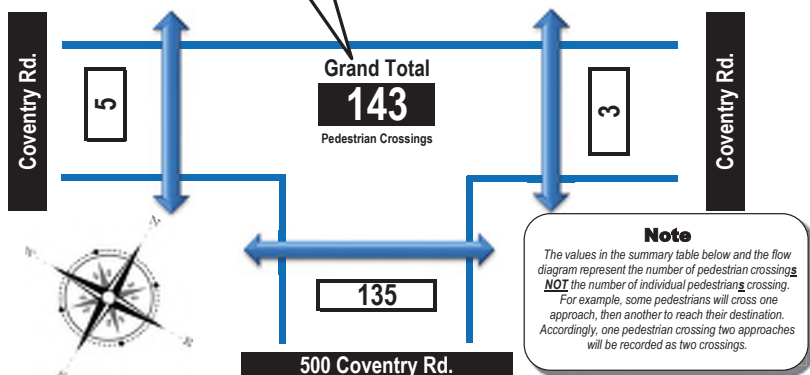 Grand Total
143
Pedestrian Crossings
Coventry Rd.
5
3
Coventry Rd.
135
500 Coventry Rd.
N
Note
The values in the summary table below and the flow
diagram represent the number of pedestrian crossings
NOT the number of individual pedestrians crossing.
For example, some pedestrians will cross one
approach, then another to reach their destination.
Accordingly, one pedestrian crossing two approaches
will be recorded as two crossings.